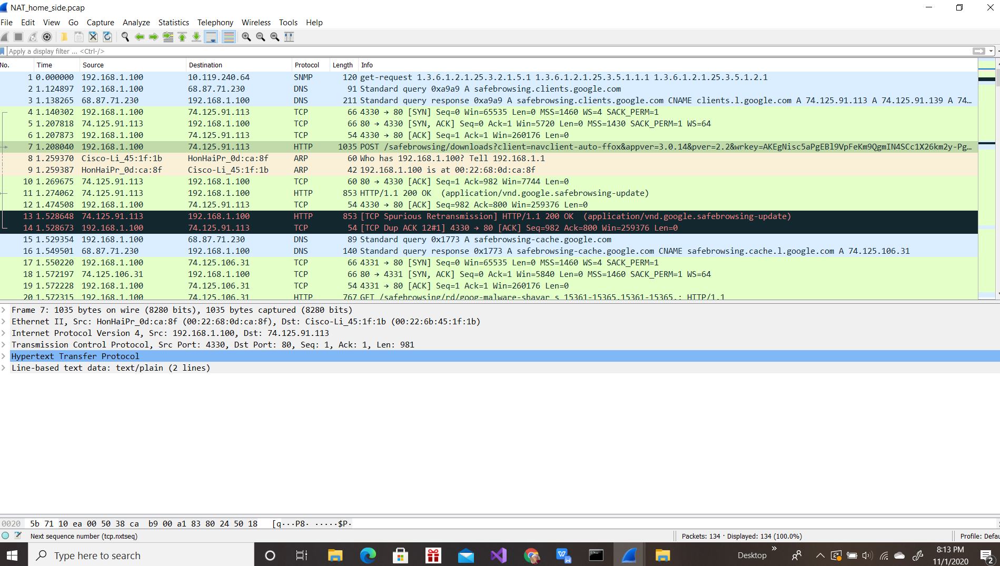 NAT_home_side.pcap
File Edit View Go Capture Analyze Statistics Telephony Wireless Tools Help
Apply a display filter ... <Ctrl-/>
No. Time Source Destination Protocol Length Info
1 0.000000 192.168.1.100 10.119.240.64 SNMP 120 get-request 1.3.6.1.2.1.25.3.2.1.5.1 1.3.6.1.2.1.25.3.5.1.1.1 1.3.6.1.2.1.25.3.5.1.2.1
2 1.124897 192.168.1.100 68.87.71.230 DNS 91 Standard query 0xa9a9 A safebrowsing.clients.google.com
3 1.138265 68.87.71.230 192.168.1.100 DNS 211 Standard query response 0xa9a9 A safebrowsing.clients.google.com CNAME clients.l.google.com A 74.125.91.113 A 74.125.91.139 A 74…
4 1.140302 192.168.1.100 74.125.91.113 TCP 66 4330 → 80 [SYN] Seq=0 Win=65535 Len=0 MSS=1460 WS=4 SACK_PERM=1
5 1.207818 74.125.91.113 192.168.1.100 TCP 66 80 → 4330 [SYN, ACK] Seq=0 Ack=1 Win=5720 Len=0 MSS=1430 SACK_PERM=1 WS=64
6 1.207873 192.168.1.100 74.125.91.113 TCP 54 4330 → 80 [ACK] Seq=1 Ack=1 Win=260176 Len=0
7 1.208040 192.168.1.100 74.125.91.113 HTTP 1035 POST /safebrowsing/downloads?client=navclient-auto-ffox&appver=3.0.14&pver=2.2&wrkey=AKEgNisc5aPgEBl9VpFeKm9QgmIN4SCc1X26km2y-Pg…
8 1.259370 Cisco-Li_45:1f:1b HonHaiPr_0d:ca:8f ARP 60 Who has 192.168.1.100? Tell 192.168.1.1
9 1.259387 HonHaiPr_0d:ca:8f Cisco-Li_45:1f:1b ARP 42 192.168.1.100 is at 00:22:68:0d:ca:8f
10 1.269675 74.125.91.113 192.168.1.100 TCP 60 80 → 4330 [ACK] Seq=1 Ack=982 Win=7744 Len=0
11 1.274062 74.125.91.113 192.168.1.100 HTTP 853 HTTP/1.1 200 OK (application/vnd.google.safebrowsing-update)
12 1.474508 192.168.1.100 74.125.91.113 TCP 54 4330 → 80 [ACK] Seq=982 Ack=800 Win=259376 Len=0
13 1.528648 74.125.91.113 192.168.1.100 HTTP 853 [TCP Spurious Retransmission] HTTP/1.1 200 OK (application/vnd.google.safebrowsing-update)
14 1.528673 192.168.1.100 74.125.91.113 TCP 54 [TCP Dup ACK 12#1] 4330 → 80 [ACK] Seq=982 Ack=800 Win=259376 Len=0
15 1.529354 192.168.1.100 68.87.71.230 DNS 89 Standard query 0x1773 A safebrowsing-cache.google.com
16 1.549501 68.87.71.230 192.168.1.100 DNS 140 Standard query response 0x1773 A safebrowsing-cache.google.com CNAME safebrowsing.cache.l.google.com A 74.125.106.31
17 1.550220 192.168.1.100 74.125.106.31 TCP 66 4331 → 80 [SYN] Seq=0 Win=65535 Len=0 MSS=1460 WS=4 SACK_PERM=1
18 1.572197 74.125.106.31 192.168.1.100 TCP 66 80 → 4331 [SYN, ACK] Seq=0 Ack=1 Win=5840 Len=0 MSS=1460 SACK_PERM=1 WS=64
19 1.572228 192.168.1.100 74.125.106.31 TCP 54 4331 → 80 [ACK] Seq=1 Ack=1 Win=260176 Len=0
20 1.572315 192.168.1.100 74.125.106.31 HTTP 767 GET /safebrowsing/rd/goog-malware-shavar_s_15361-15365.15361-15365.: HTTP/1.1
Frame 7: 1035 bytes on wire (8280 bits), 1035 bytes captured (8280 bits)
Ethernet II, Src: HonHaiPr_0d:ca:8f (00:22:68:0d:ca:8f), Dst: Cisco-Li_45:1f:1b (00:22:6b:45:1f:1b)
Internet Protocol Version 4, Src: 192.168.1.100, Dst: 74.125.91.113
Transmission Control Protocol, Src Port: 4330, Dst Port: 80, Seq: 1, Ack: 1, Len: 981
Hypertext Transfer Protocol
Line-based text data: text/plain (2 lines)
0020 5b 71 10 ea 00 50 38 ca b9 00 a1 83 80 24 50 18 [q···P8· ·····$P·
Next sequence number (tcp.nxtseq) Packets: 134 · Displayed: 134 (100.0%) Profile: Defau
Type here to search Desktop » 8:13 PM
11/1/2020 2